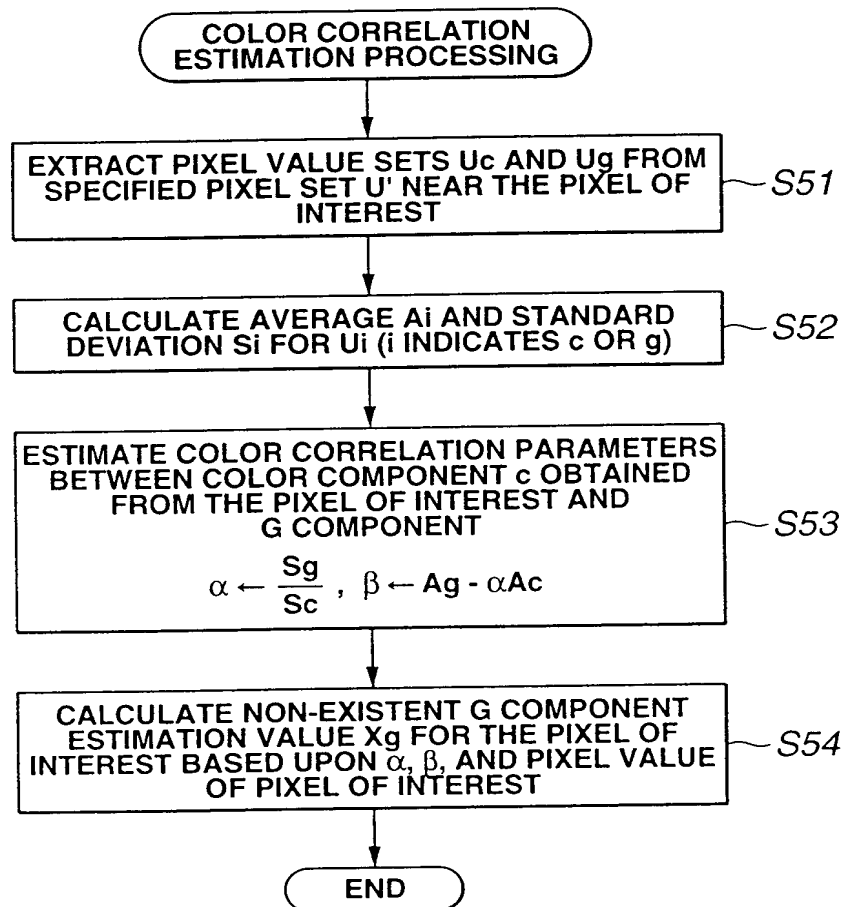 COLOR CORRELATION
ESTIMATION PROCESSING
EXTRACT PIXEL VALUE SETS Uc AND Ug FROM
SPECIFIED PIXEL SET U' NEAR THE PIXEL OF
INTEREST
S51
CALCULATE AVERAGE Ai AND STANDARD
DEVIATION Si FOR Ui (i INDICATES c OR g)
S52
ESTIMATE COLOR CORRELATION PARAMETERS
BETWEEN COLOR COMPONENT c OBTAINED
FROM THE PIXEL OF INTEREST AND
G COMPONENT
α ← Sg/Sc , β ← Ag - αAc
S53
CALCULATE NON-EXISTENT G COMPONENT
ESTIMATION VALUE Xg FOR THE PIXEL OF
INTEREST BASED UPON α, β, AND PIXEL VALUE
OF PIXEL OF INTEREST
S54
END